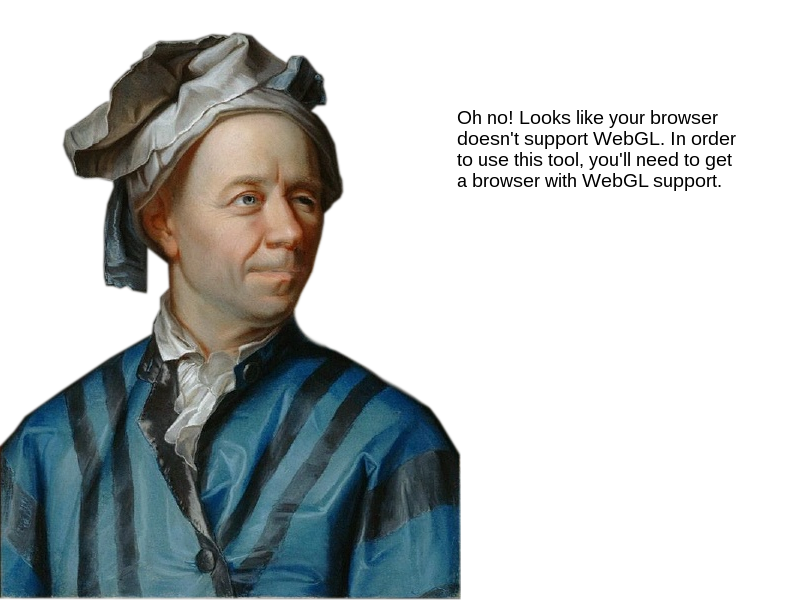 Oh no! Looks like your browser
doesn't support WebGL. In order
to use this tool, you'll need to get
a browser with WebGL support.